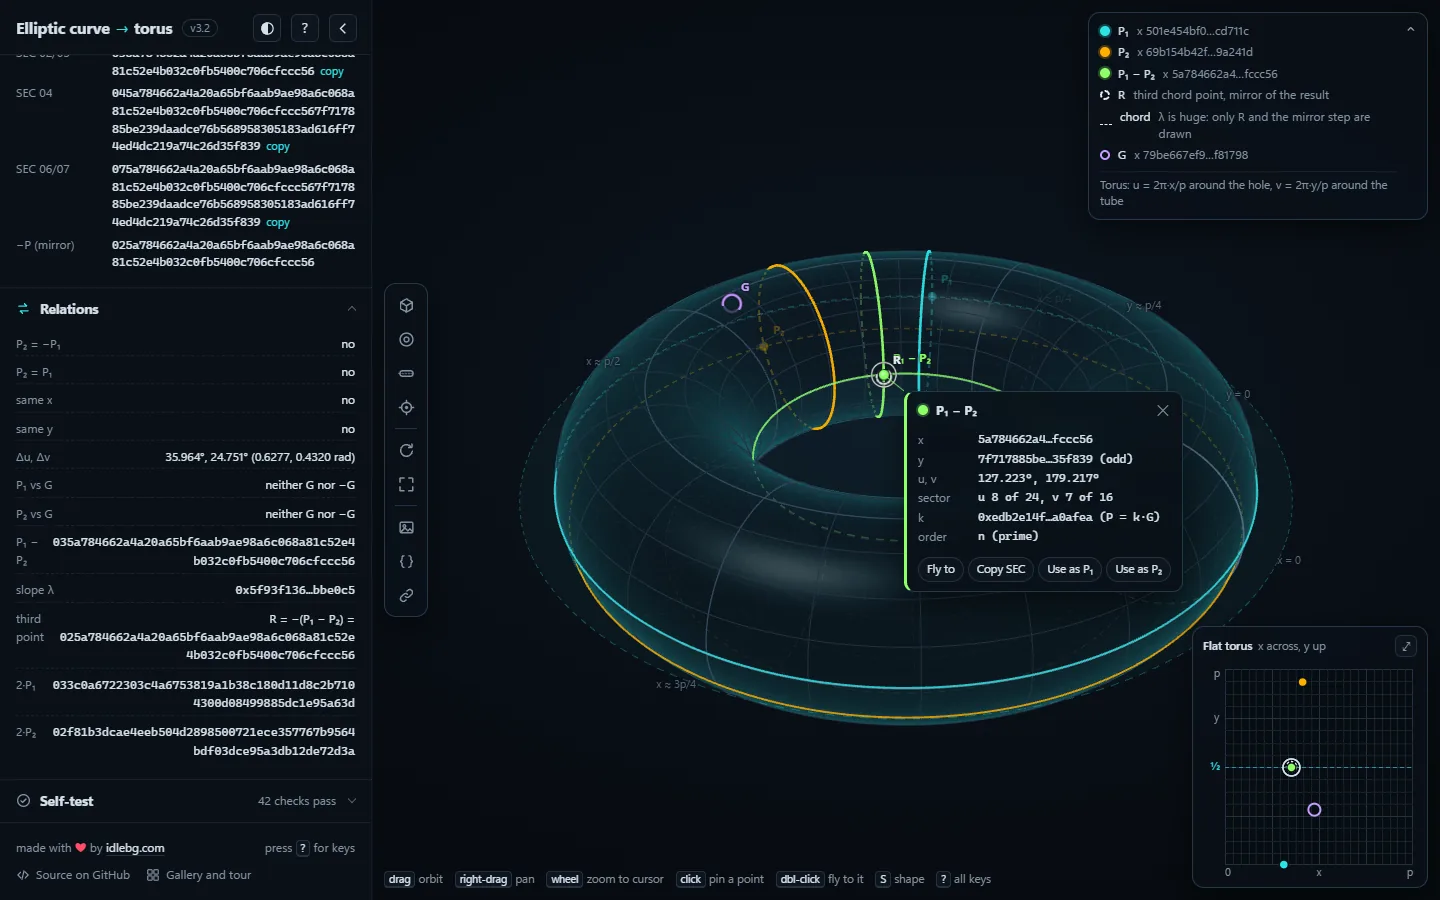 Elliptic curve → torus v3.2
?
81c52e4b032c0fb5400c706cfccc56 copy
SEC 04
045a784662a4a20a65bf6aab9ae98a6c068a
81c52e4b032c0fb5400c706cfccc567f7178
85be239daadce76b568958305183ad616ff7
4ed4dc219a74c26d35f839 copy
SEC 06/07
075a784662a4a20a65bf6aab9ae98a6c068a
81c52e4b032c0fb5400c706cfccc567f7178
85be239daadce76b568958305183ad616ff7
4ed4dc219a74c26d35f839 copy
−P (mirror)
025a784662a4a20a65bf6aab9ae98a6c068a
81c52e4b032c0fb5400c706cfccc56
Relations
P₂ = −P₁ no
P₂ = P₁ no
same x no
same y no
Δu, Δv 35.964°, 24.751° (0.6277, 0.4320 rad)
P₁ vs G neither G nor −G
P₂ vs G neither G nor −G
P₁ − P₂
035a784662a4a20a65bf6aab9ae98a6c068a81c52e4
b032c0fb5400c706cfccc56
slope λ 0x5f93f136…bbe0c5
third point
R = −(P₁ − P₂) =
025a784662a4a20a65bf6aab9ae98a6c068a81c52e
4b032c0fb5400c706cfccc56
2·P₁ 033c0a6722303c4a6753819a1b38c180d11d8c2b710
4300d08499885dc1e95a63d
2·P₂ 02f81b3dcae4eeb504d2898500721ece357767b9564
bdf03dce95a3db12de72d3a
Self-test 42 checks pass
made with ❤ by idlebg.com press ? for keys
Source on GitHub Gallery and tour
P₁ x 501e454bf0…cd711c
P₂ x 69b154b42f…9a241d
P₁ − P₂ x 5a784662a4…fccc56
R third chord point, mirror of the result
chord λ is huge: only R and the mirror step are
drawn
G x 79be667ef9…f81798
Torus: u = 2π·x/p around the hole, v = 2π·y/p around the
tube
G
P₁
P₂
x ≈ p/2
y ≈ p/4
y = 0
x = 0
x ≈ 3p/4
P₁ − P₂
x 5a784662a4…fccc56
y 7f717885be…35f839 (odd)
u, v 127.223°, 179.217°
sector u 8 of 24, v 7 of 16
k 0xedb2e14f…a0afea (P = k·G)
order n (prime)
Fly to Copy SEC Use as P₁ Use as P₂
Flat torus x across, y up
p
y
½
0 x p
drag orbit right-drag pan wheel zoom to cursor click pin a point dbl-click fly to it S shape ? all keys